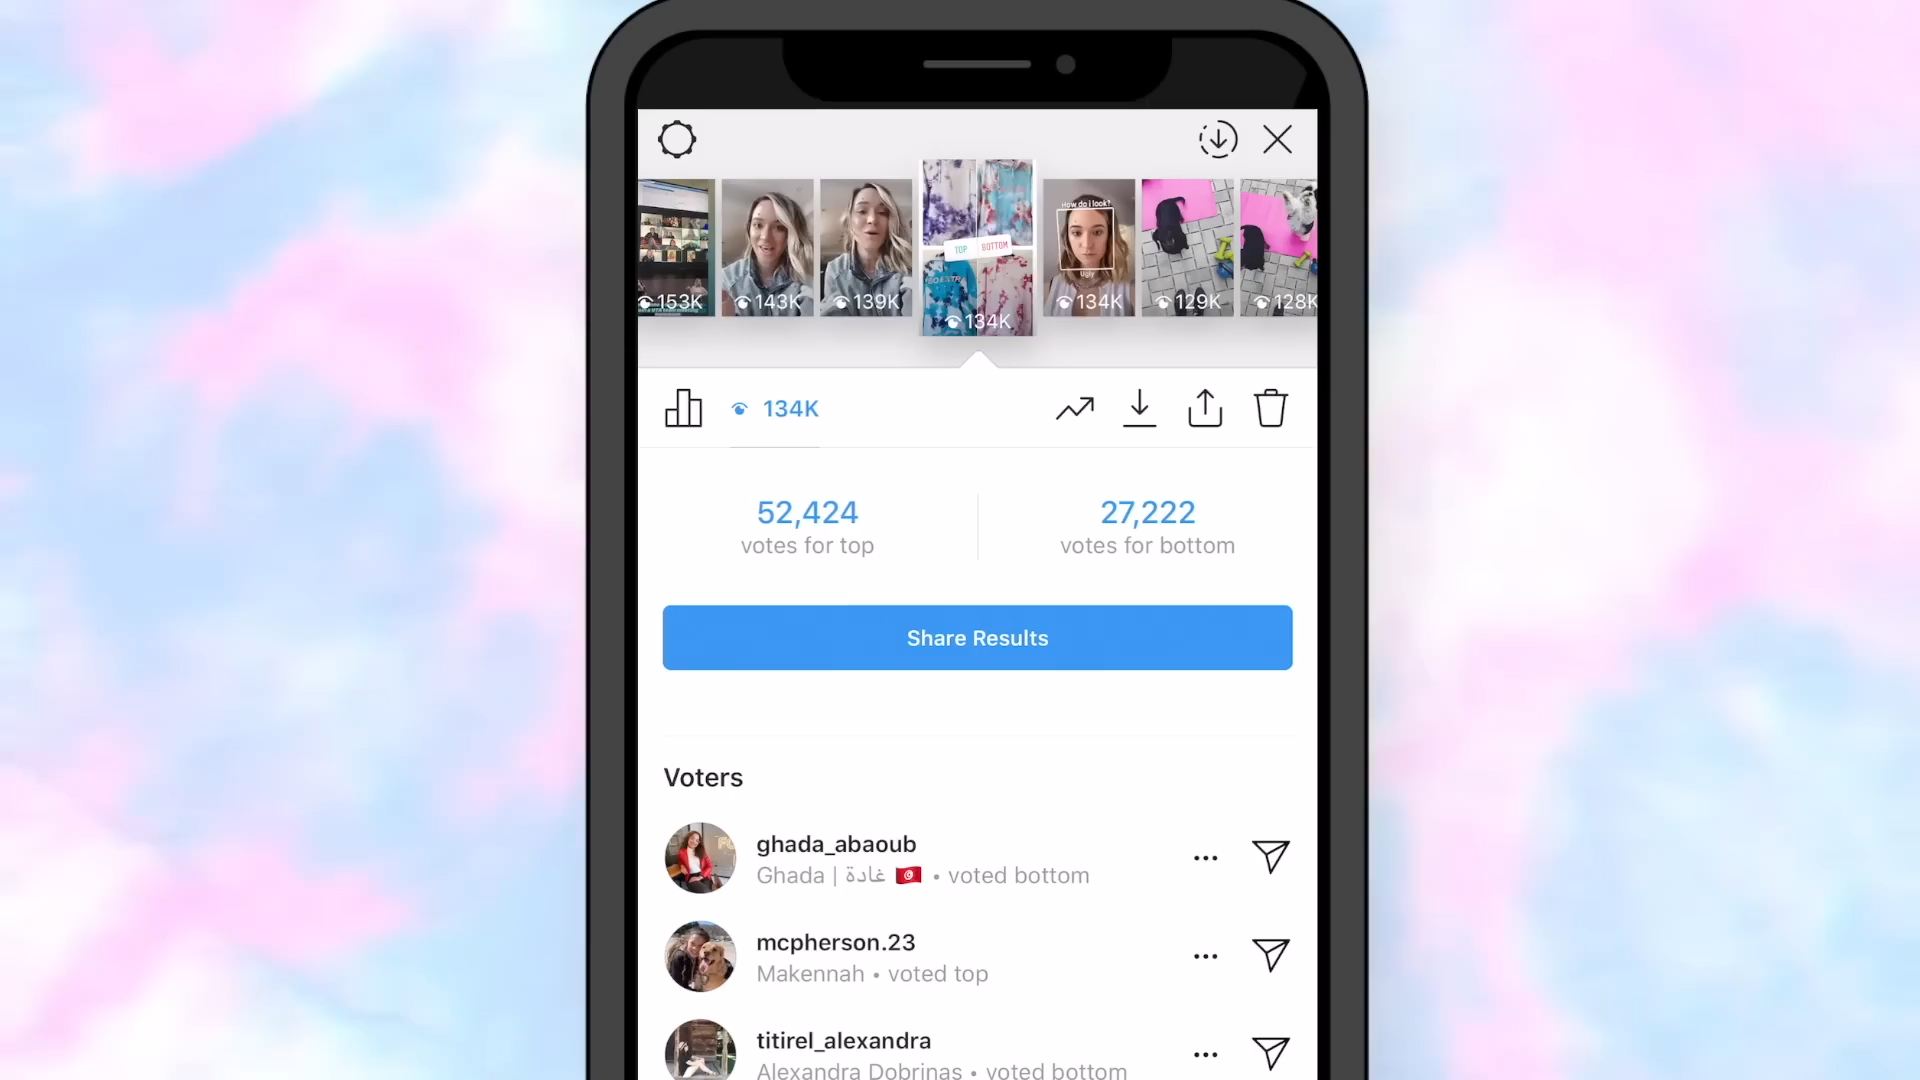 How do i look?
TOP
BOTTOM
Ugly
153K
143K
139K
134K
134K
129K
128K
134K
52,424
votes for top
27,222
votes for bottom
Share Results
Voters
ghada_abaoub
Ghada | غادة 🇹🇳 • voted bottom
mcpherson.23
Makennah • voted top
titirel_alexandra
Alexandra Dobrinas • voted bottom